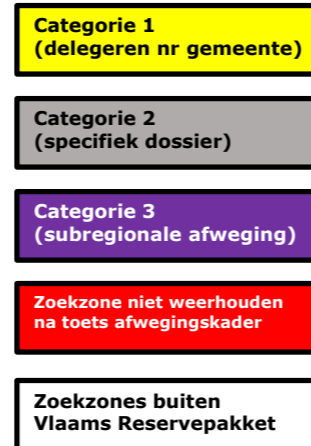 Categorie 1
(delegeren nr gemeente)
Categorie 2
(specifiek dossier)
Categorie 3
(subregionale afweging)
Zoekzone niet weerhouden
na toets afwegingskader
Zoekzones buiten
Vlaams Reservepakket